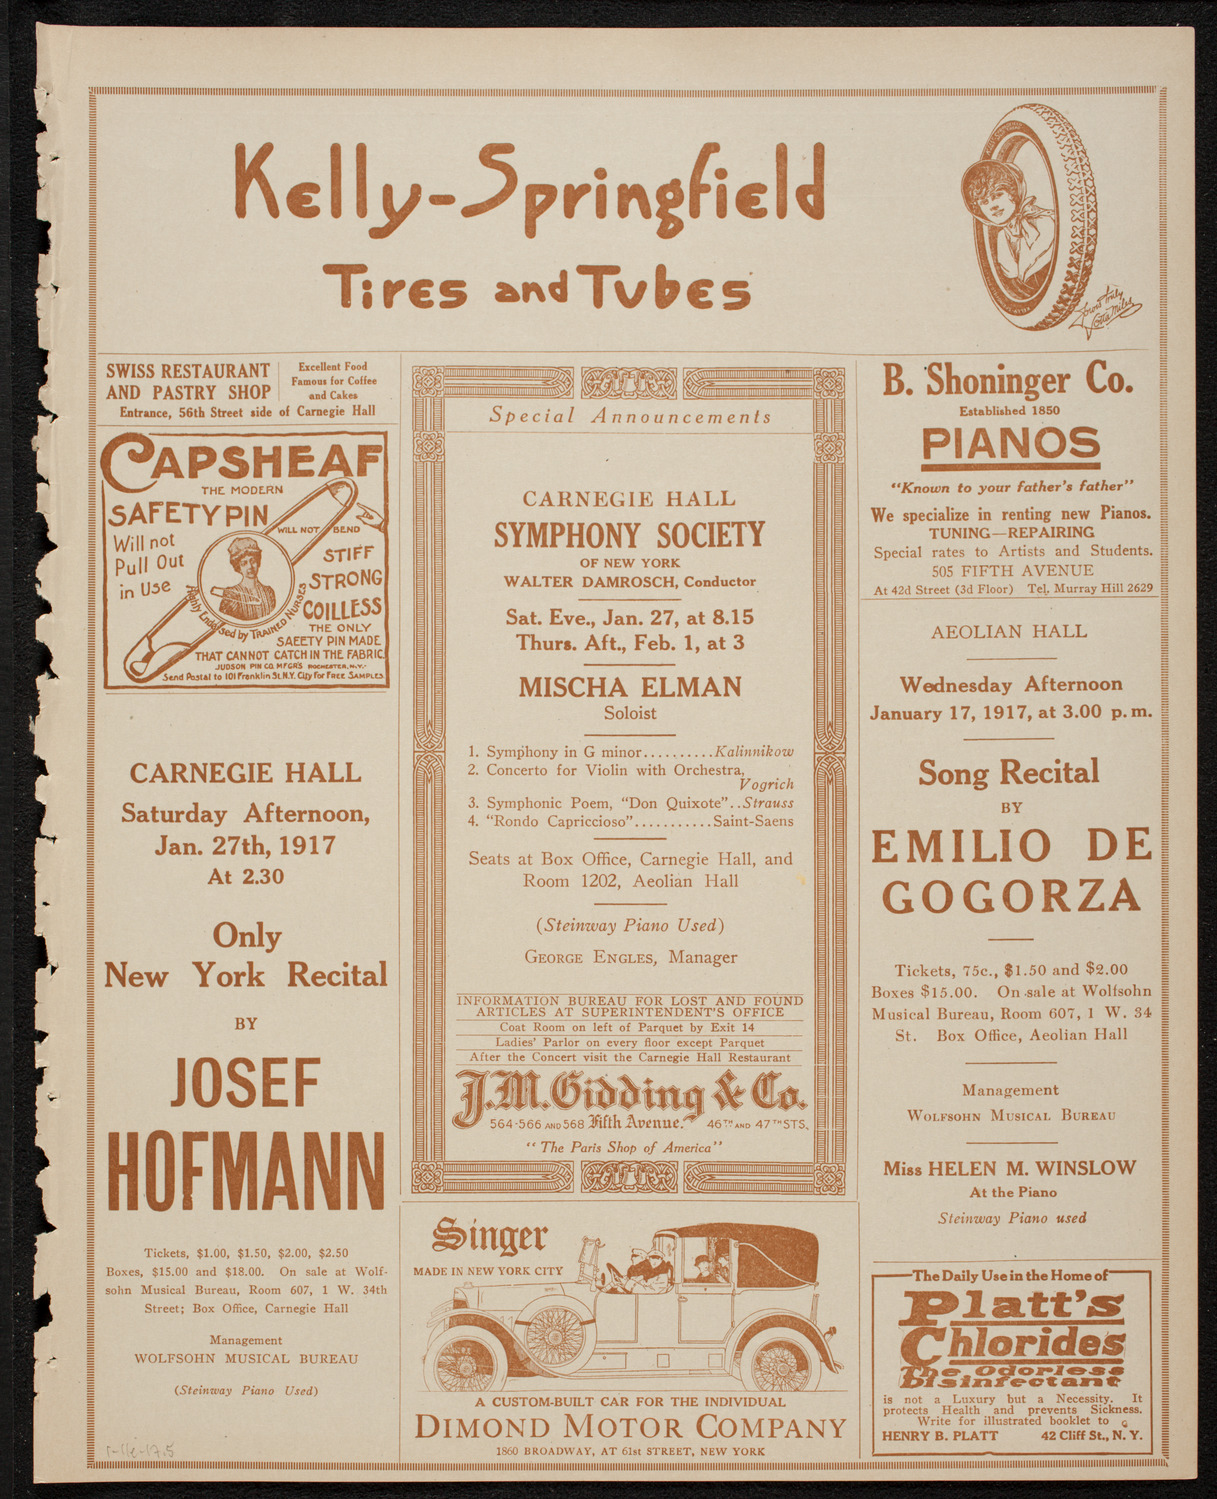 Kelly-Springfield
Tires and Tubes
Yours truly
Lotta Miles
SWISS RESTAURANT
AND PASTRY SHOP
Excellent Food
Famous for Coffee
and Cakes
Entrance, 56th Street side of Carnegie Hall
CAPSHEAF
THE MODERN
SAFETY PIN
WILL NOT BEND
Will not
Pull Out
in Use
STIFF
STRONG
COILLESS
Highly Endorsed by TRAINED NURSES
THE ONLY
SAFETY PIN MADE
THAT CANNOT CATCH IN THE FABRIC.
JUDSON PIN CO. MFGR'S ROCHESTER, N.Y.
Send Postal to 101 Franklin St. N.Y. City for FREE SAMPLES
CARNEGIE HALL
Saturday Afternoon,
Jan. 27th, 1917
At 2.30
Only
New York Recital
BY
JOSEF
HOFMANN
Tickets, $1.00, $1.50, $2.00, $2.50
Boxes, $15.00 and $18.00. On sale at Wolf-
sohn Musical Bureau, Room 607, 1 W. 34th
Street; Box Office, Carnegie Hall
Management
WOLFSOHN MUSICAL BUREAU
(Steinway Piano Used)
Special Announcements
CARNEGIE HALL
SYMPHONY SOCIETY
OF NEW YORK
WALTER DAMROSCH, Conductor
Sat. Eve., Jan. 27, at 8.15
Thurs. Aft., Feb. 1, at 3
MISCHA ELMAN
Soloist
1. Symphony in G minor.........Kalinnikow
2. Concerto for Violin with Orchestra,
Vogrich
3. Symphonic Poem, "Don Quixote"..Strauss
4. "Rondo Capriccioso"...........Saint-Saens
Seats at Box Office, Carnegie Hall, and
Room 1202, Aeolian Hall
(Steinway Piano Used)
GEORGE ENGLES, Manager
INFORMATION BUREAU FOR LOST AND FOUND
ARTICLES AT SUPERINTENDENT'S OFFICE
Coat Room on left of Parquet by Exit 14
Ladies' Parlor on every floor except Parquet
After the Concert visit the Carnegie Hall Restaurant
J.M. Gidding & Co.
564-566 AND 568 Fifth Avenue. 46TH AND 47TH STS.
"The Paris Shop of America"
Singer
MADE IN NEW YORK CITY
A CUSTOM-BUILT CAR FOR THE INDIVIDUAL
DIMOND MOTOR COMPANY
1860 BROADWAY, AT 61st STREET, NEW YORK
B. Shoninger Co.
Established 1850
PIANOS
"Known to your father's father"
We specialize in renting new Pianos.
TUNING—REPAIRING
Special rates to Artists and Students.
505 FIFTH AVENUE
At 42d Street (3d Floor) Tel. Murray Hill 2629
AEOLIAN HALL
Wednesday Afternoon
January 17, 1917, at 3.00 p. m.
Song Recital
BY
EMILIO DE
GOGORZA
Tickets, 75c., $1.50 and $2.00
Boxes $15.00. On sale at Wolfsohn
Musical Bureau, Room 607, 1 W. 34
St. Box Office, Aeolian Hall
Management
WOLFSOHN MUSICAL BUREAU
Miss HELEN M. WINSLOW
At the Piano
Steinway Piano used
The Daily Use in the Home of
Platt's
Chlorides
The Odorless
Disinfectant
is not a Luxury but a Necessity. It
protects Health and prevents Sickness.
Write for illustrated booklet to
HENRY B. PLATT 42 Cliff St., N. Y.